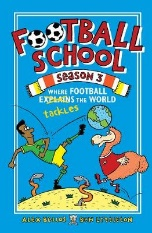 FOOTBALL
SCHOOL
SEASON 3
WHERE FOOTBALL
EXPLAINS THE WORLD
tackles
ALEX BELLOS & BEN LYTTLETON